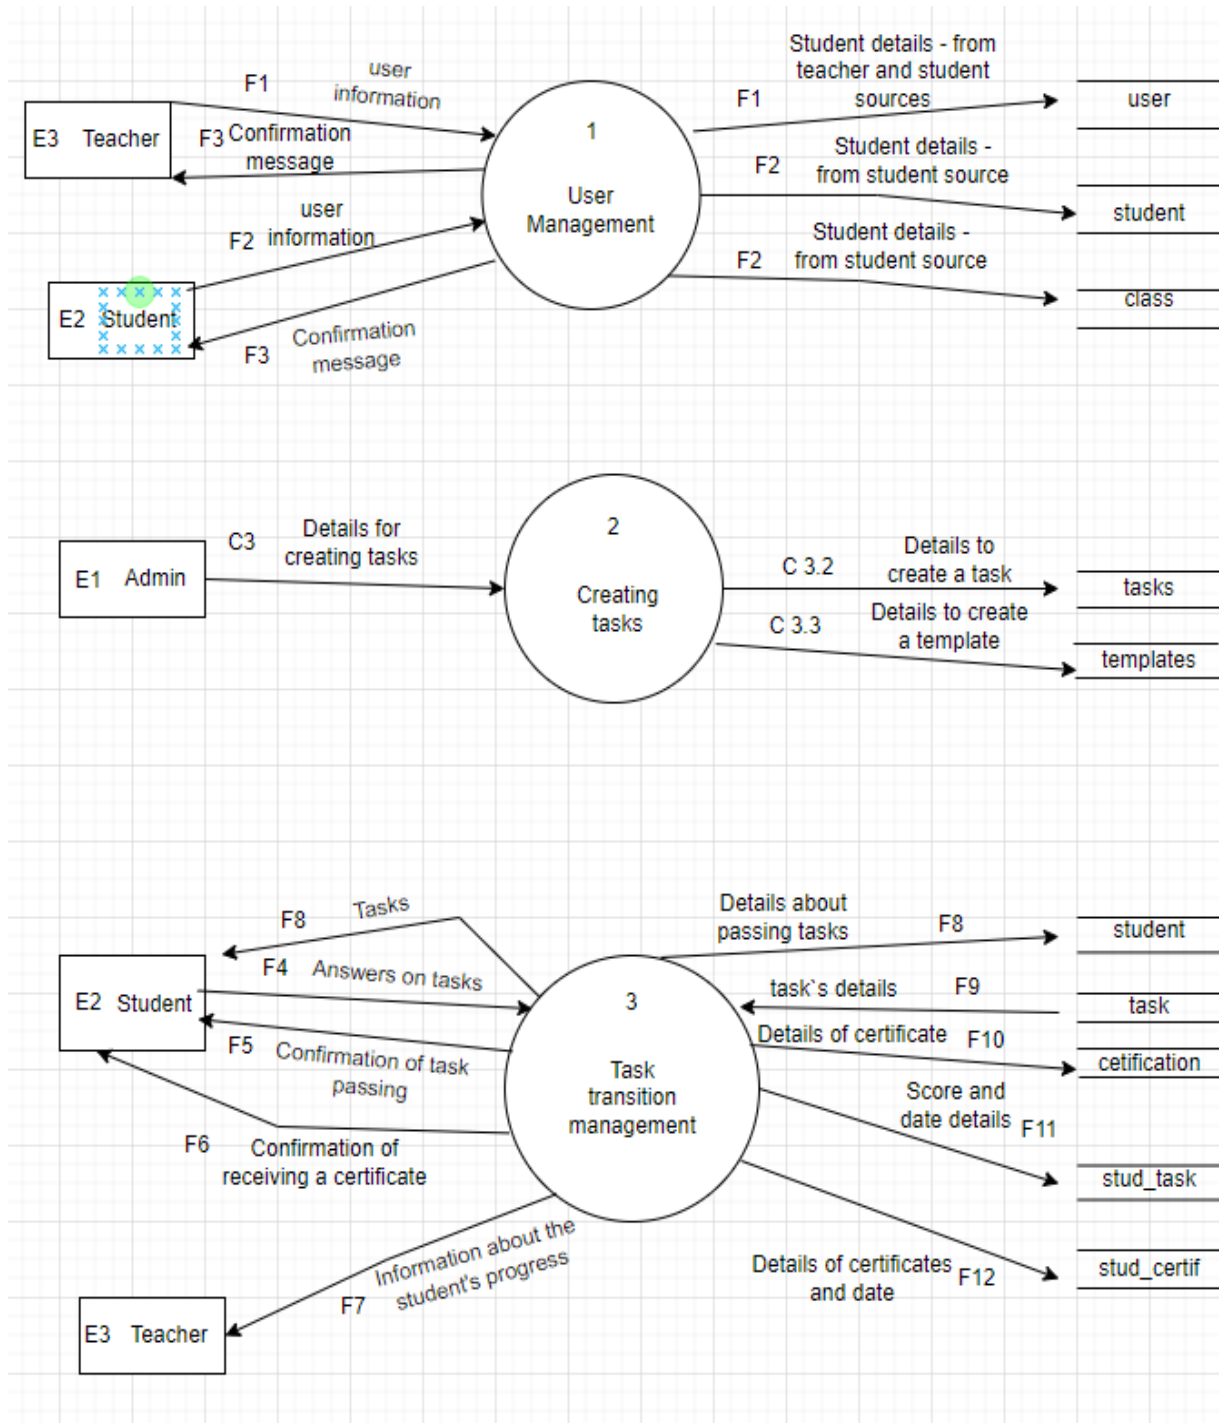 Student details - from
teacher and student
sources
F1
user
information
F1
user
E3 Teacher
F3 Confirmation
message
1
User
Management
Student details -
from student source
F2
student
user
information
F2
Student details -
from student source
F2
class
E2 Student
Confirmation
message
F3
2
Creating
tasks
Details for
creating tasks
C3
E1 Admin
Details to
create a task
C 3.2
tasks
Details to create
a template
C 3.3
templates
Tasks
F8
Details about
passing tasks
F8
student
F4
Answers on tasks
E2 Student
3
Task
transition
management
task`s details
F9
task
F5
Confirmation of task
passing
Details of certificate F10
cetification
Score and
date details
F11
stud_task
F6
Confirmation of
receiving a certificate
Information about the
student's progress
F7
Details of certificates
and date
F12
stud_certif
E3 Teacher